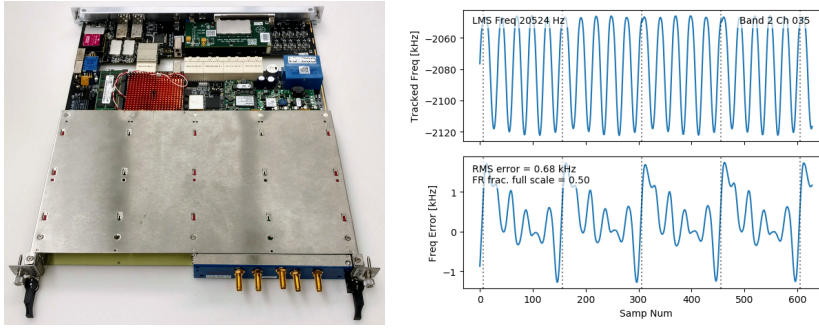 LMS Freq 20524 Hz
Band 2 Ch 035
Tracked Freq [kHz]
−2060
−2080
−2100
−2120
RMS error = 0.68 kHz
FR frac. full scale = 0.50
Freq Error [kHz]
1
0
−1
0
100
200
300
400
500
600
Samp Num